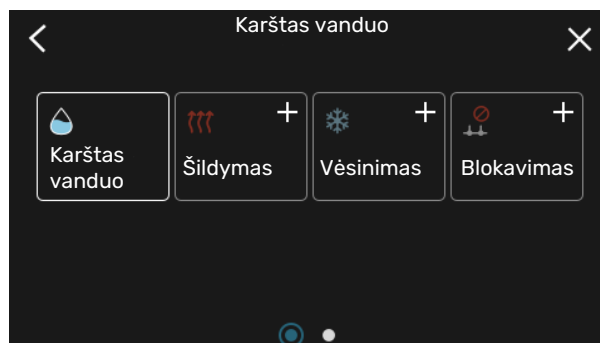 Karštas vanduo
Karštas
vanduo
Šildymas
Vėsinimas
Blokavimas